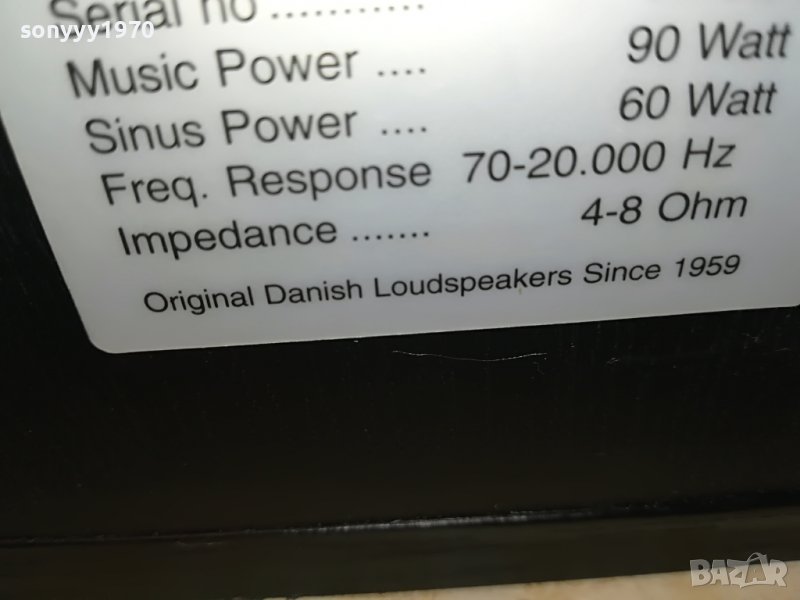 sonyyy1970
Serial no ............
Music Power .... 90 Watt
Sinus Power .... 60 Watt
Freq. Response 70-20.000 Hz
Impedance ....... 4-8 Ohm
Original Danish Loudspeakers Since 1959
BAZAR